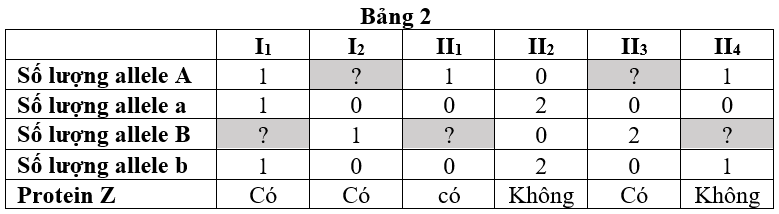 Bảng 2
I1 I2 II1 II2 II3 II4
Số lượng allele A 1 ? 1 0 ? 1
Số lượng allele a 1 0 0 2 0 0
Số lượng allele B ? 1 ? 0 2 ?
Số lượng allele b 1 0 0 2 0 1
Protein Z Có Có có Không Có Không